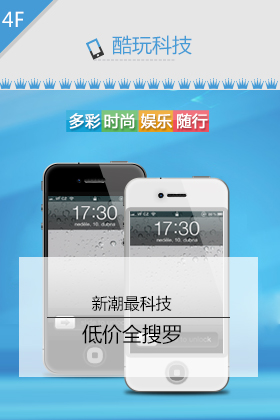 4F
酷玩科技
多彩 时尚 娱乐 随行
17:30
neděle, 10. dubna
17:30
neděle, 10. dubna
新潮最科技
低价全搜罗